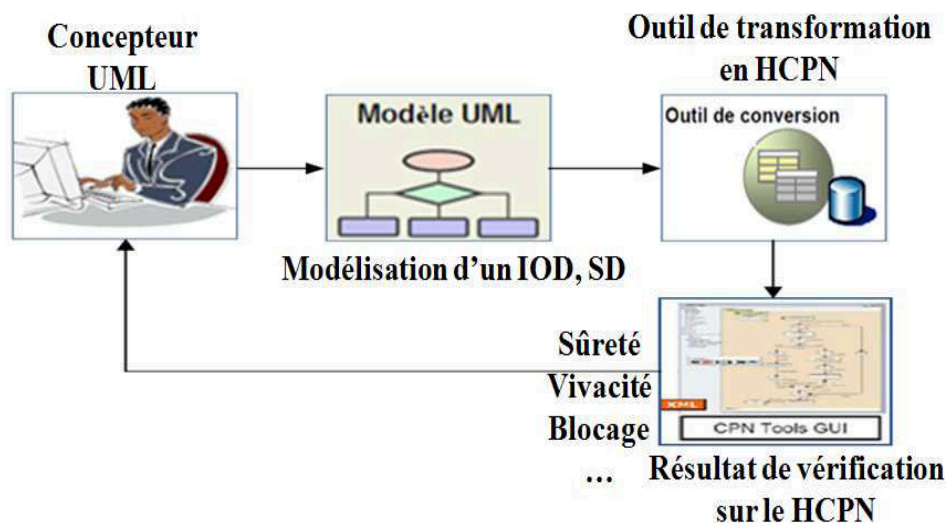 Concepteur
UML
Outil de transformation
en HCPN
Modèle UML
Outil de conversion
Modélisation d'un IOD, SD
Sûreté
Vivacité
Blocage
...
XML
CPN Tools GUI
Résultat de vérification
sur le HCPN